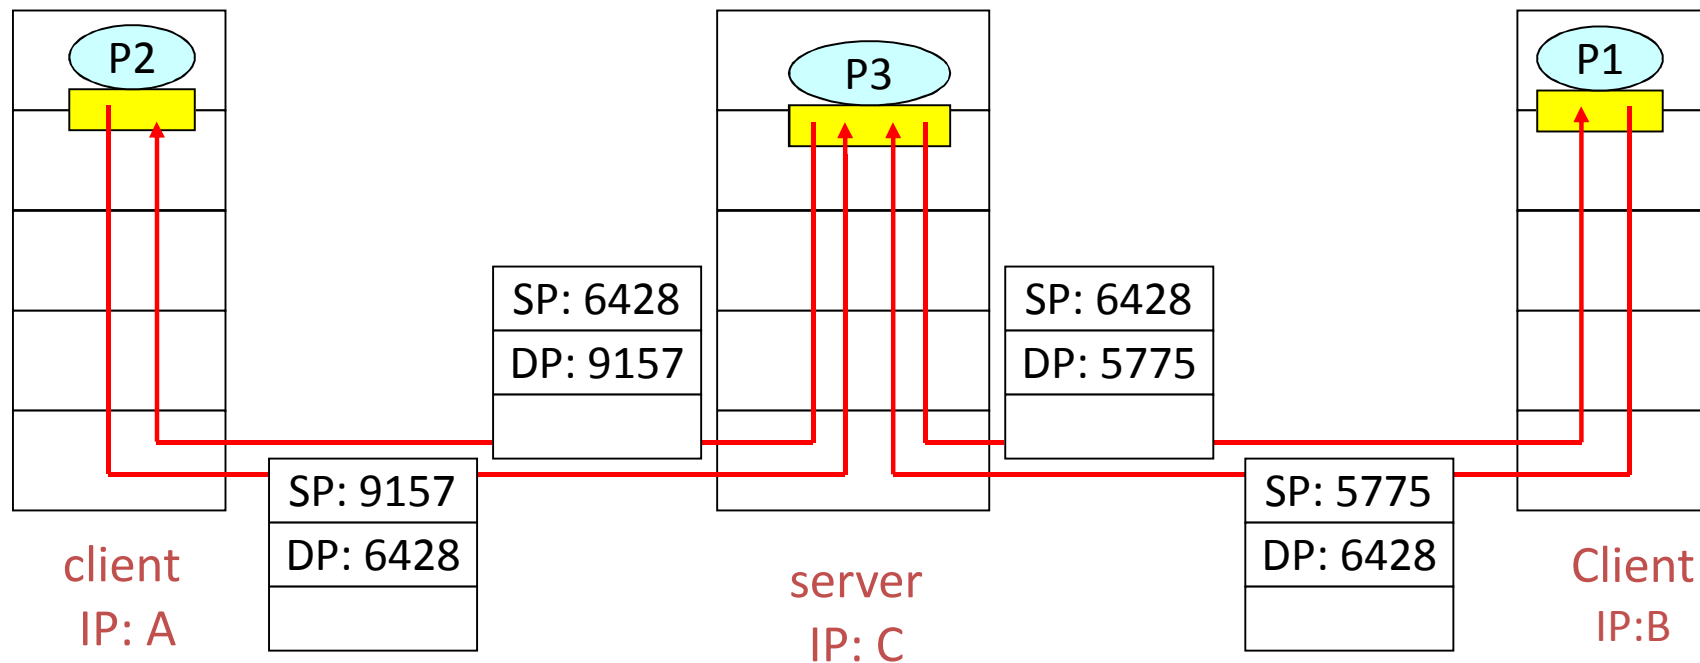 P2
P3
P1
SP: 6428
DP: 9157
SP: 6428
DP: 5775
SP: 9157
DP: 6428
SP: 5775
DP: 6428
client
IP: A
server
IP: C
Client
IP:B